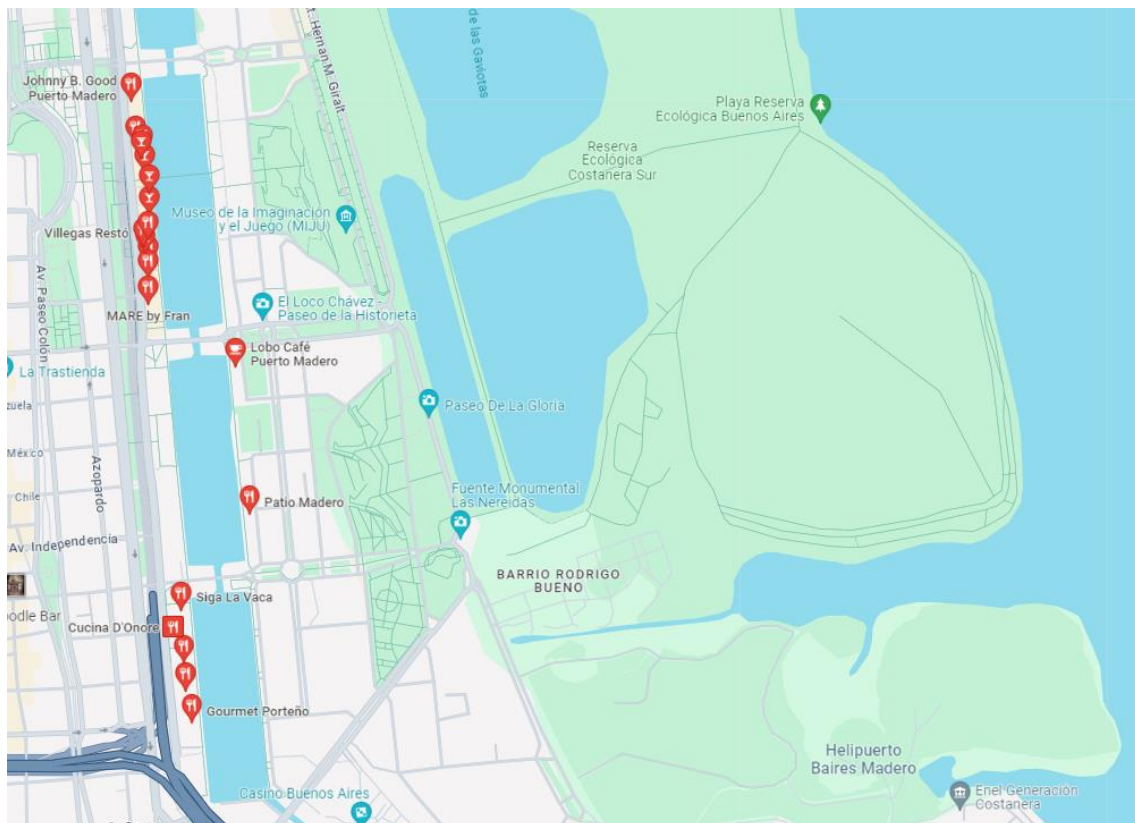 de las Gaviotas
t. Hernan M. Giralt
Johnny B. Good
Puerto Madero
Playa Reserva
Ecológica Buenos Aires
Reserva
Ecológica
Costanera Sur
Museo de la Imaginación
y el Juego (MIJU)
Villegas Restó
Av. Paseo Colón
El Loco Chávez -
Paseo de la Historieta
MARE by Fran
Lobo Café
Puerto Madero
La Trastienda
zuela
Paseo De La Gloria
México
Azopardo
Chile
Fuente Monumental
Las Nereidas
Patio Madero
Av. Independencia
BARRIO RODRIGO
BUENO
Siga La Vaca
oodle Bar
Cucina D'Onore
Gourmet Porteño
Helipuerto
Baires Madero
Casino Buenos Aires
Enel Generación
Costanera